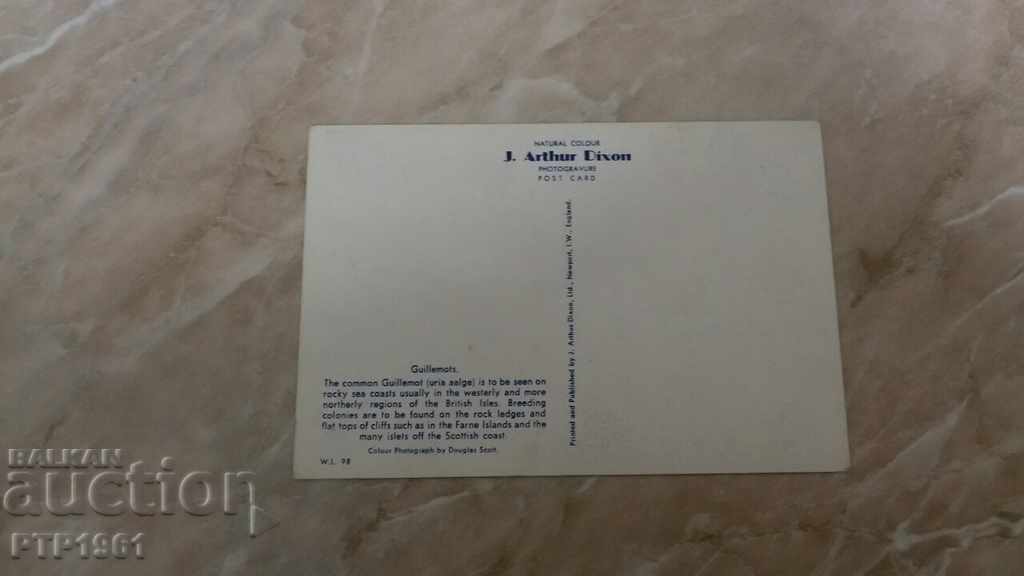 NATURAL COLOUR
J. Arthur Dixon
PHOTOGRAVURE
POST CARD
Printed and Published by J. Arthur Dixon, Ltd., Newport, I.W., England.
Guillemots.
The common Guillemot (uria aalge) is to be seen on
rocky sea coasts usually in the westerly and more
northerly regions of the British Isles. Breeding
colonies are to be found on the rock ledges and
flat tops of cliffs such as in the Farne Islands and
the many islets off the Scottish coast.
Colour Photograph by Douglas Scott.
W.L. 98
BALKAN
auction
PTP1961